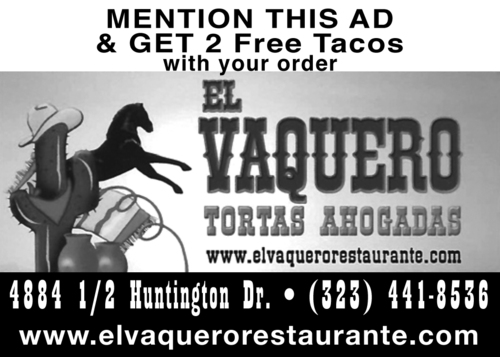 MENTION THIS AD
& GET 2 Free Tacos
with your order
EL
VAQUERO
TORTAS AHOGADAS
www.elvaquerorestaurante.com
4884 1/2 Huntington Dr. • (323) 441-8536
www.elvaquerorestaurante.com